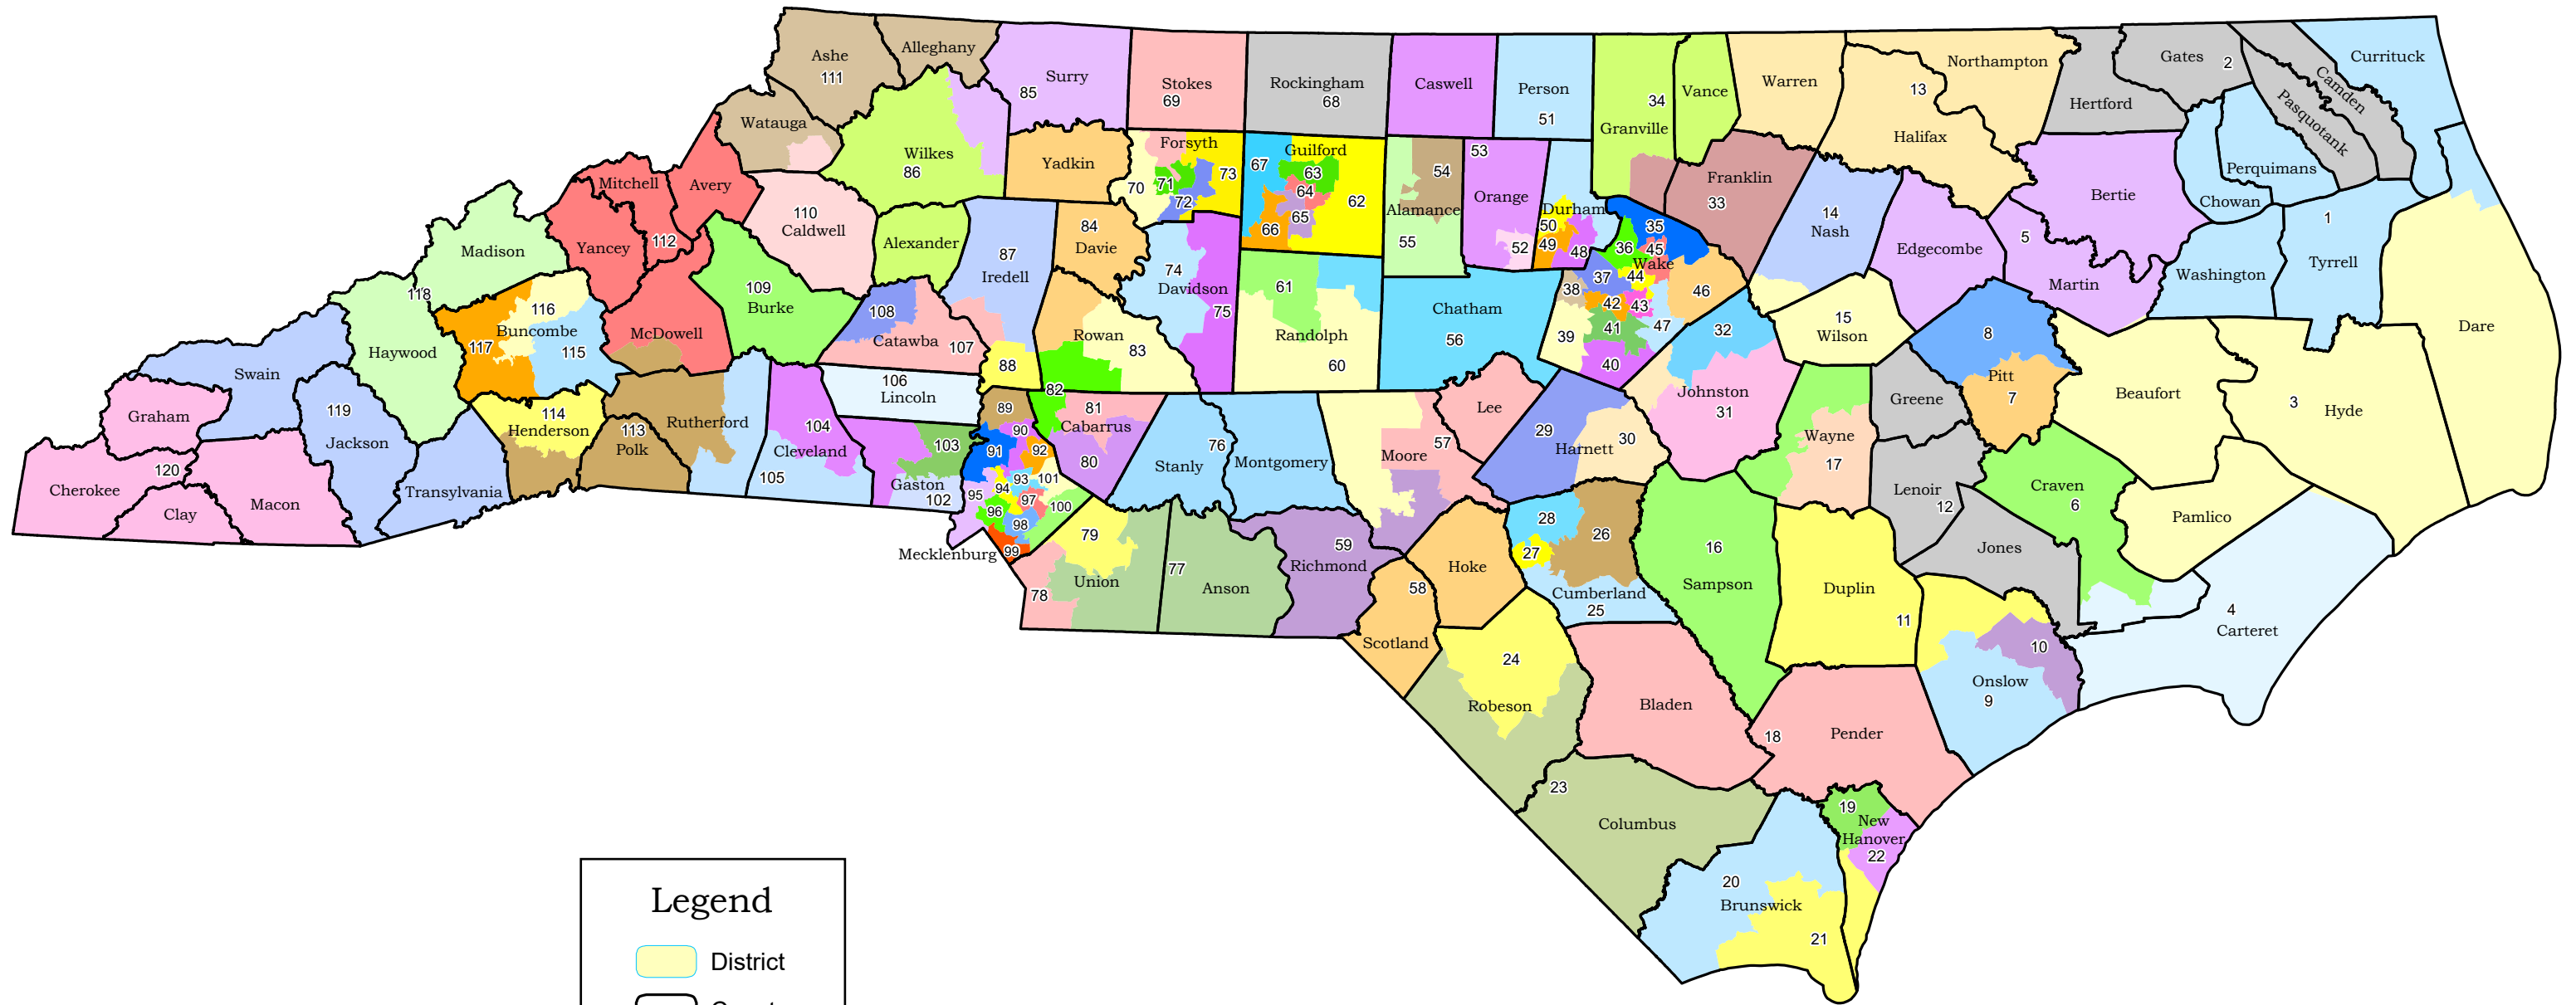 Ashe
111
Alleghany
Surry
85
Stokes
69
Rockingham
68
Caswell
Person
51
Granville
34
Vance
Warren
Northampton
13
Halifax
Hertford
Gates
2
Camden
Pasquotank
Currituck
Perquimans
Chowan
Watauga
Wilkes
86
Yadkin
Forsyth
70
71
72
73
Guilford
67
63
64
65
66
62
Alamance
54
55
53
Orange
52
Durham
50
49
48
Franklin
33
14
Nash
Edgecombe
Bertie
5
Martin
Washington
1
Tyrrell
Dare
Mitchell
Avery
Yancey
112
110
Caldwell
Alexander
87
Iredell
84
Davie
74
Davidson
75
61
Randolph
60
Chatham
56
Wake
35
36
45
37
44
38
42
43
46
39
41
47
40
32
Johnston
31
15
Wilson
8
Pitt
7
Greene
Beaufort
3
Hyde
Madison
118
Haywood
116
Buncombe
117
115
McDowell
109
Burke
108
Catawba
107
88
Rowan
83
82
Swain
Graham
119
Jackson
120
Cherokee
Clay
Macon
Transylvania
114
Henderson
113
Polk
Rutherford
106
Lincoln
104
Cleveland
105
103
Gaston
102
89
90
91
92
93
101
94
95
97
96
100
98
99
Mecklenburg
81
Cabarrus
80
76
Stanly
Montgomery
57
Moore
Lee
29
Harnett
30
Wayne
17
Lenoir
12
Craven
6
Pamlico
Jones
79
Union
78
77
Anson
59
Richmond
58
Scotland
Hoke
28
27
26
Cumberland
25
16
Sampson
Duplin
11
10
Onslow
9
4
Carteret
24
Robeson
Bladen
18
Pender
23
Columbus
19
New
Hanover
22
20
Brunswick
21
Legend
District